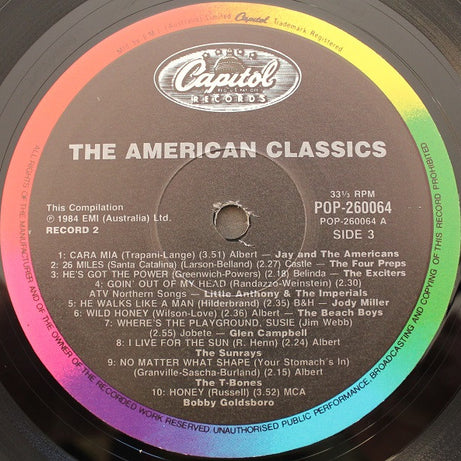 Mfd by E.M.I. (Australia) Limited Capitol Trademark Registered
Capitol
RECORDS
THE AMERICAN CLASSICS
This Compilation
℗ 1984 EMI (Australia) Ltd.
RECORD 2
33⅓ RPM
POP-260064
POP-260064 A
SIDE 3
1: CARA MIA (Trapani-Lange) (3.51) Albert – Jay and The Americans
2: 26 MILES (Santa Catalina) (Larson-Belland) (2.27) Castle – The Four Preps
3: HE'S GOT THE POWER (Greenwich-Powers) (2.18) Belinda – The Exciters
4: GOIN' OUT OF MY HEAD (Randazzo-Weinstein) (2.30)
ATV Northern Songs – Little Anthony & The Imperials
5: HE WALKS LIKE A MAN (Hilderbrand) (2.35) B&H – Jody Miller
6: WILD HONEY (Wilson-Love) (2.36) Albert – The Beach Boys
7: WHERE'S THE PLAYGROUND, SUSIE (Jim Webb)
(2.55) Jobete – Glen Campbell
8: I LIVE FOR THE SUN (R. Henn) (2.24) Albert
The Sunrays
9: NO MATTER WHAT SHAPE (Your Stomach's In)
(Granville-Sascha-Burland) (2.15) Albert
The T-Bones
10: HONEY (Russell) (3.52) MCA
Bobby Goldsboro
ALL RIGHTS OF THE MANUFACTURER AND OF THE OWNER OF THE RECORDED WORK RESERVED. UNAUTHORISED PUBLIC PERFORMANCE, BROADCASTING AND COPYING OF THIS RECORD PROHIBITED